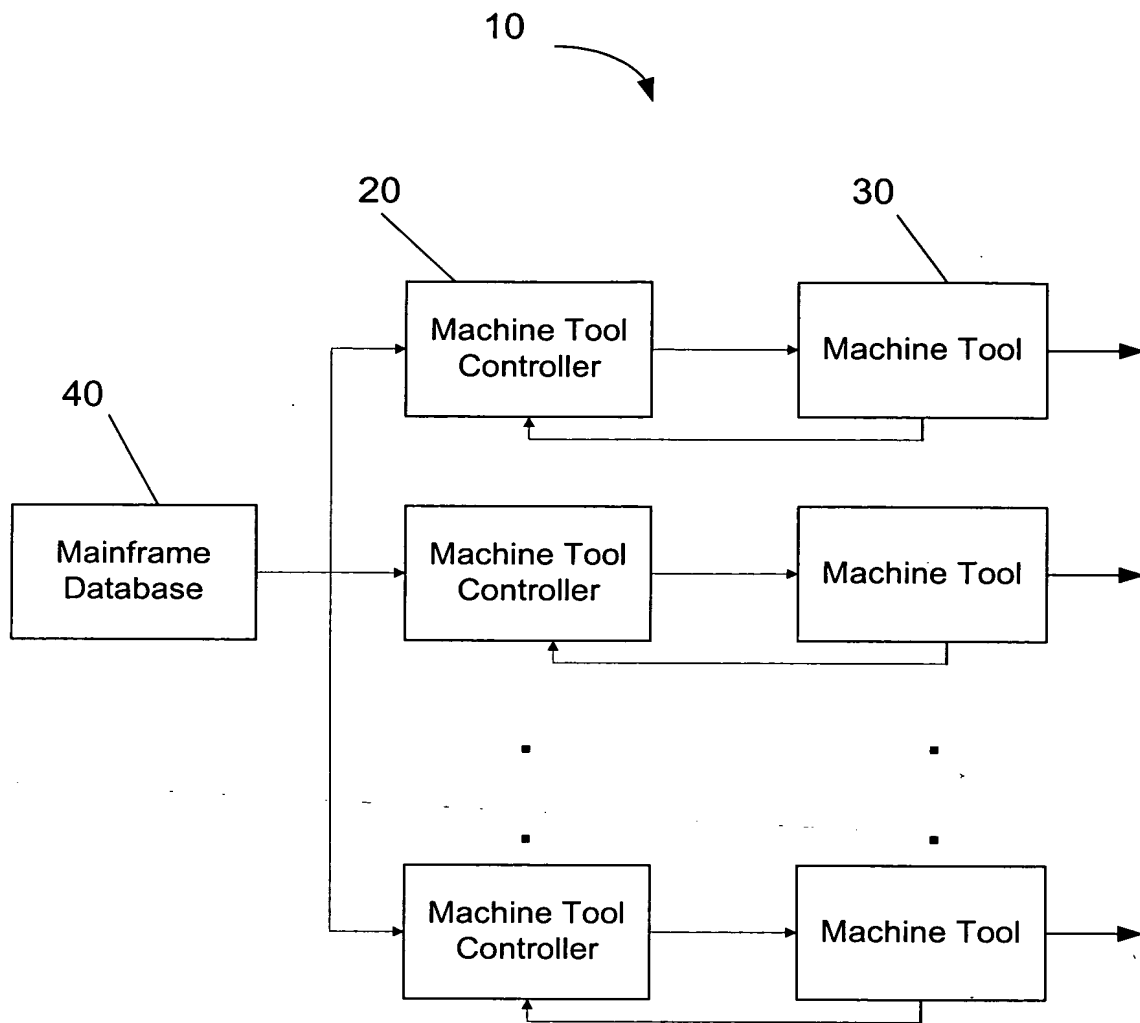 10
20
30
Machine Tool
Controller
Machine Tool
40
Mainframe
Database
Machine Tool
Controller
Machine Tool
Machine Tool
Controller
Machine Tool